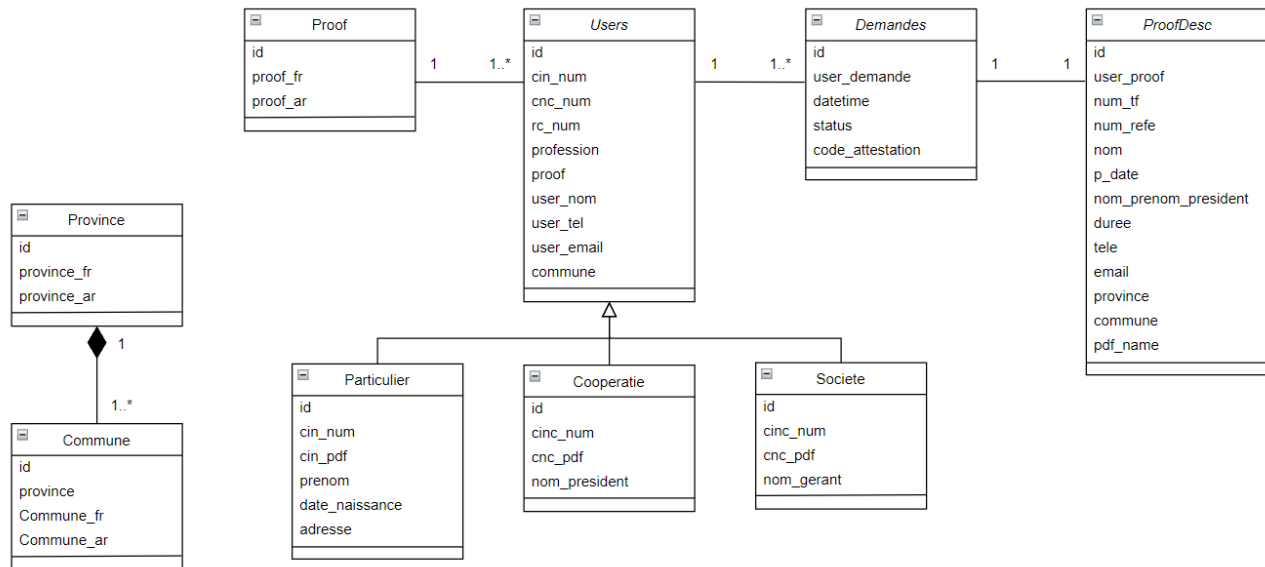 Proof
id
proof_fr
proof_ar
1
1..*
Users
id
cin_num
cnc_num
rc_num
profession
proof
user_nom
user_tel
user_email
commune
1
1..*
Demandes
id
user_demande
datetime
status
code_attestation
1
1
ProofDesc
id
user_proof
num_tf
num_refe
nom
p_date
nom_prenom_president
duree
tele
email
province
commune
pdf_name
Province
id
province_fr
province_ar
1
1..*
Commune
id
province
Commune_fr
Commune_ar
Particulier
id
cin_num
cin_pdf
prenom
date_naissance
adresse
Cooperatie
id
cinc_num
cnc_pdf
nom_president
Societe
id
cinc_num
cnc_pdf
nom_gerant